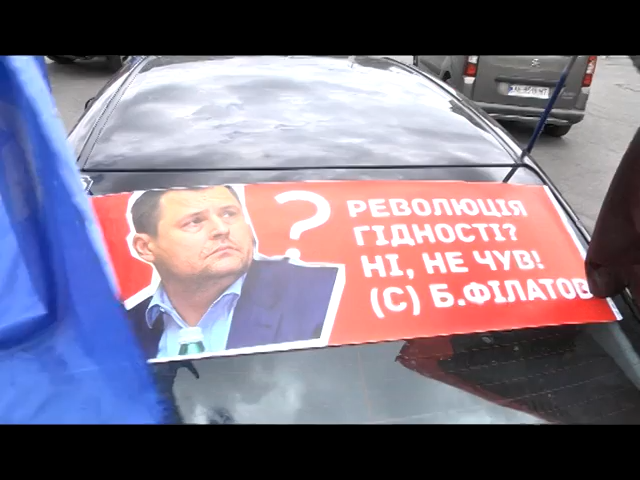 ?
РЕВОЛЮЦІЯ
ГІДНОСТІ?
НІ, НЕ ЧУВ!
(С) Б.ФІЛАТОВ